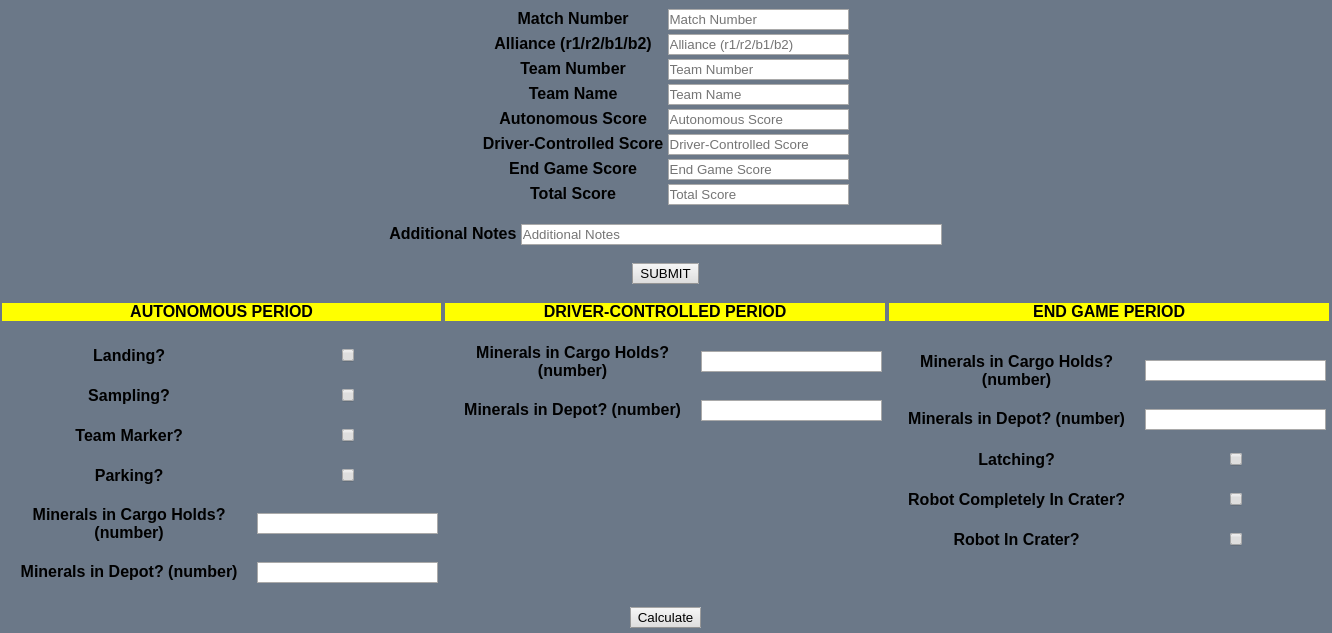 Match Number Match Number
Alliance (r1/r2/b1/b2) Alliance (r1/r2/b1/b2)
Team Number Team Number
Team Name Team Name
Autonomous Score Autonomous Score
Driver-Controlled Score Driver-Controlled Score
End Game Score End Game Score
Total Score Total Score
Additional Notes Additional Notes
SUBMIT
AUTONOMOUS PERIOD
Landing?
Sampling?
Team Marker?
Parking?
Minerals in Cargo Holds?
(number)
Minerals in Depot? (number)
DRIVER-CONTROLLED PERIOD
Minerals in Cargo Holds?
(number)
Minerals in Depot? (number)
END GAME PERIOD
Minerals in Cargo Holds?
(number)
Minerals in Depot? (number)
Latching?
Robot Completely In Crater?
Robot In Crater?
Calculate